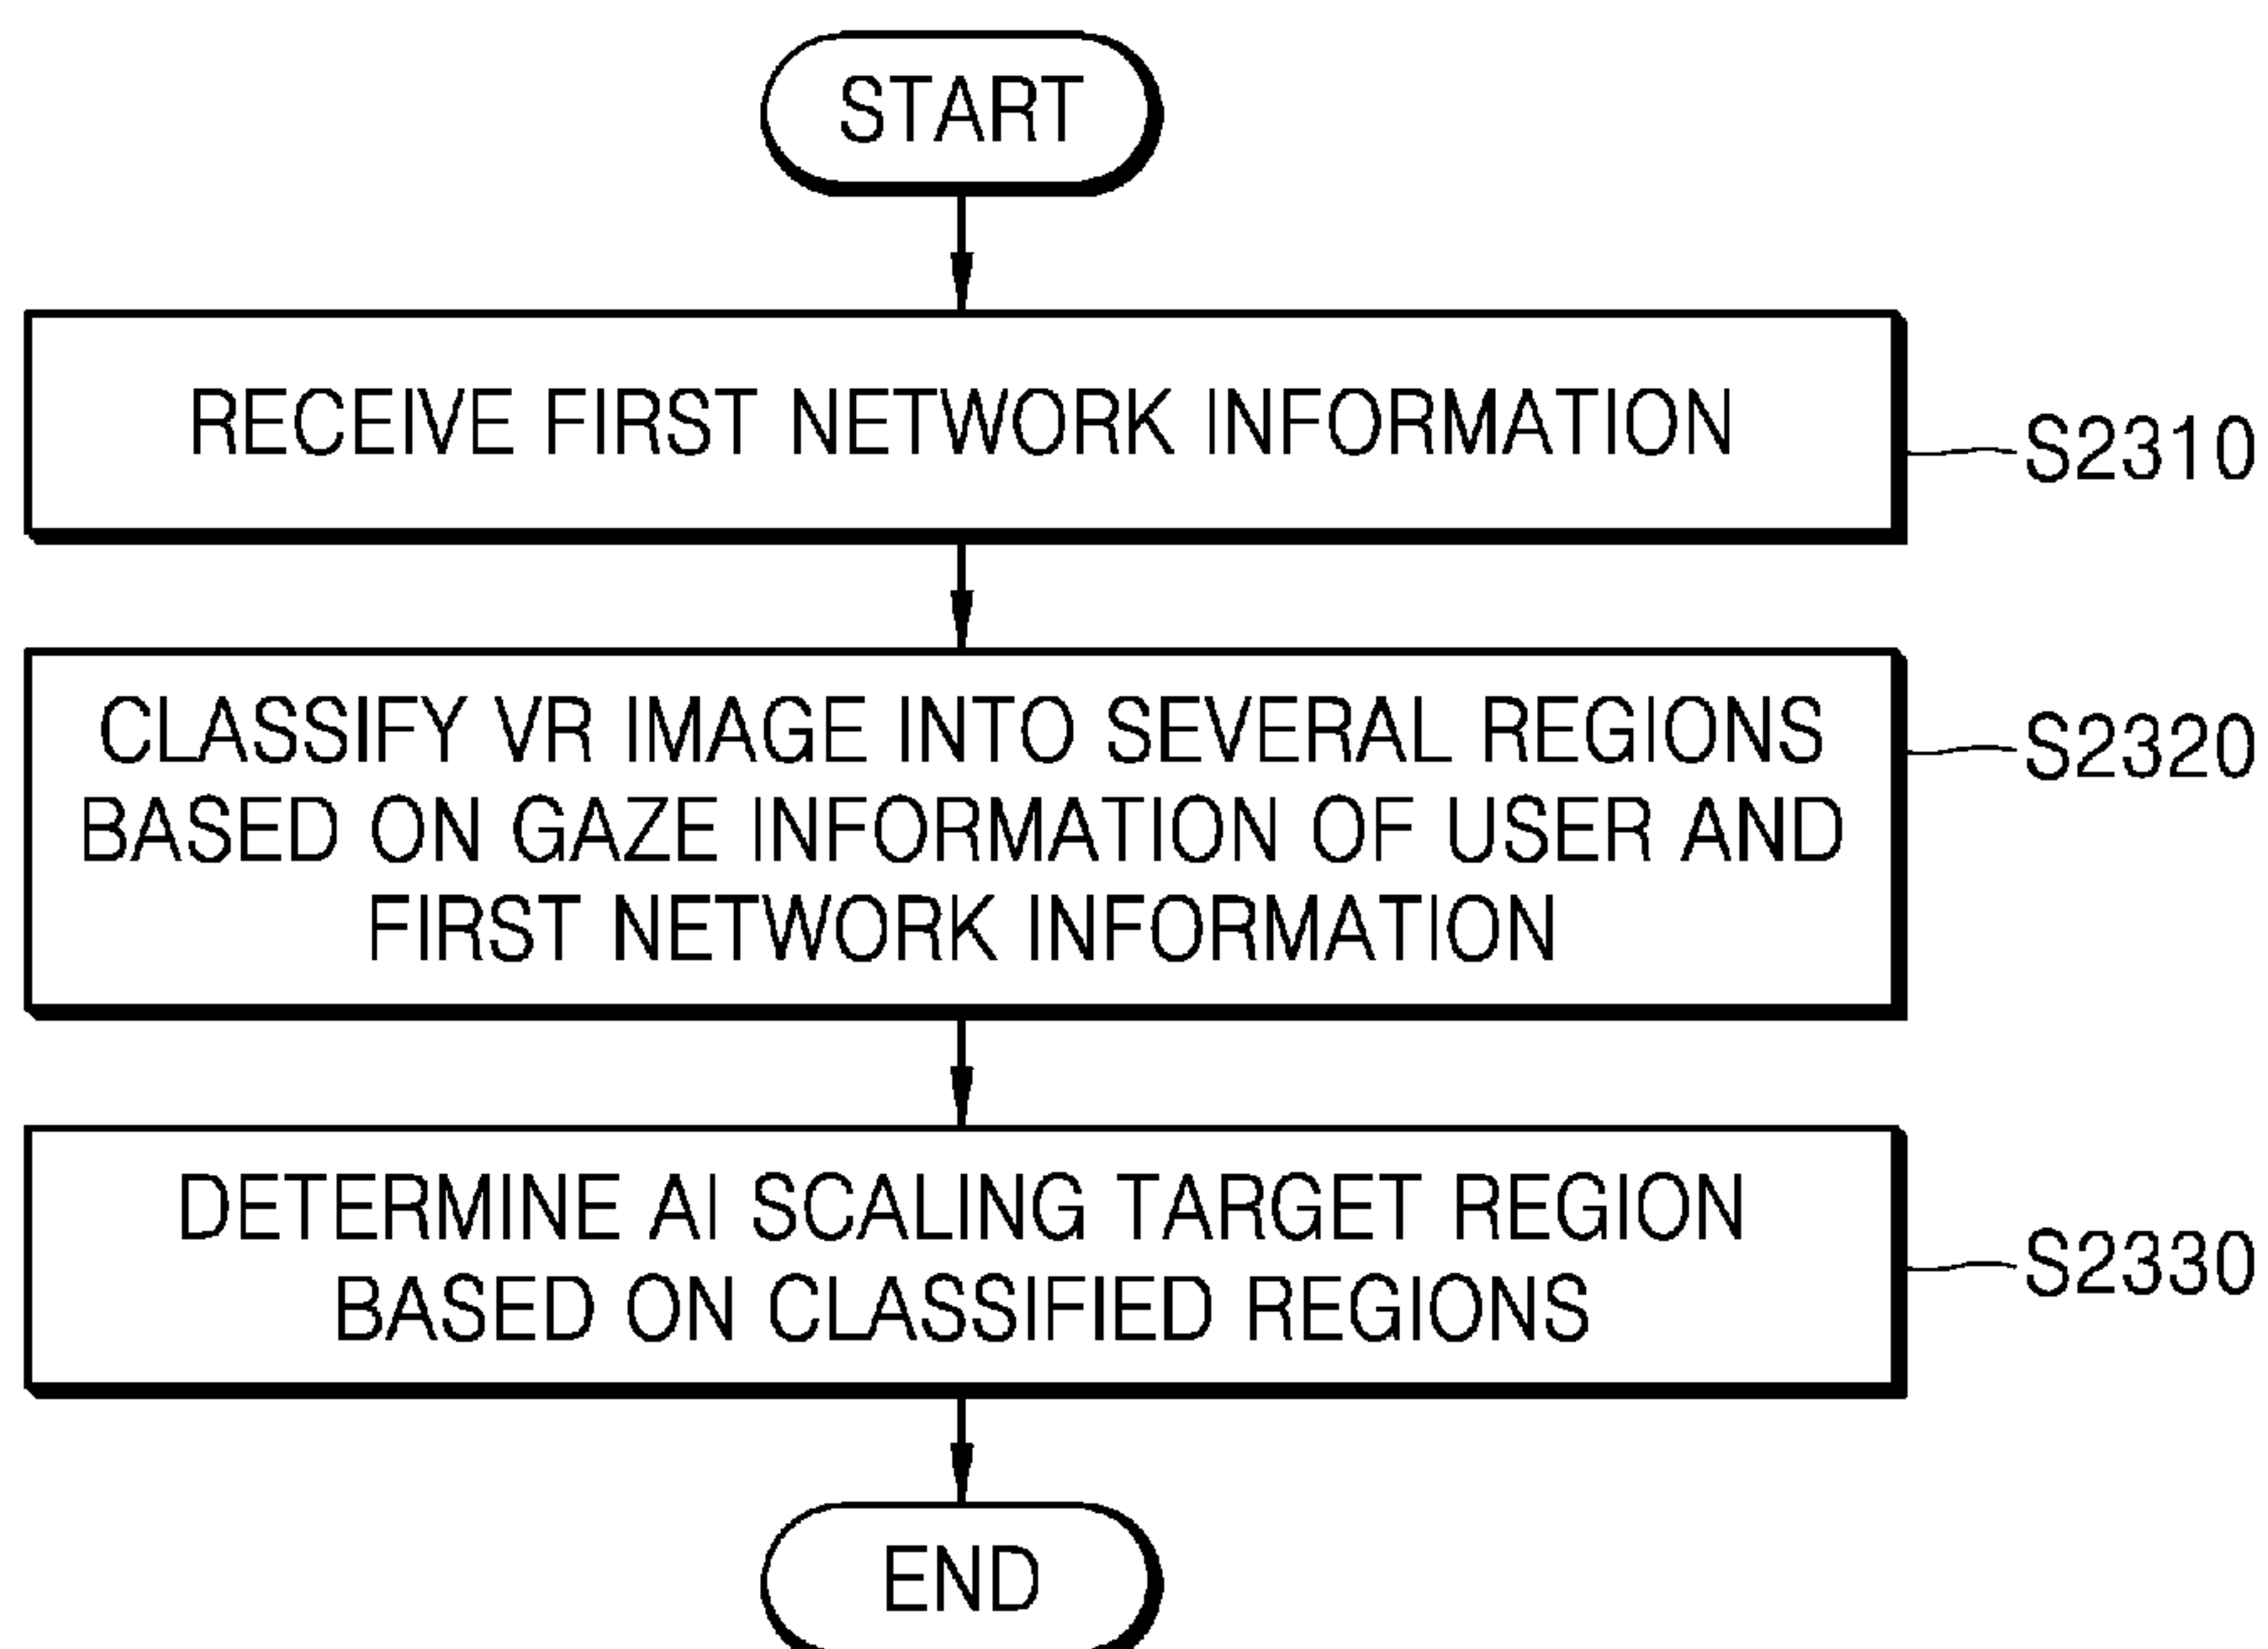 START
RECEIVE FIRST NETWORK INFORMATION
S2310
CLASSIFY VR IMAGE INTO SEVERAL REGIONS
BASED ON GAZE INFORMATION OF USER AND
FIRST NETWORK INFORMATION
S2320
DETERMINE AI SCALING TARGET REGION
BASED ON CLASSIFIED REGIONS
S2330
END